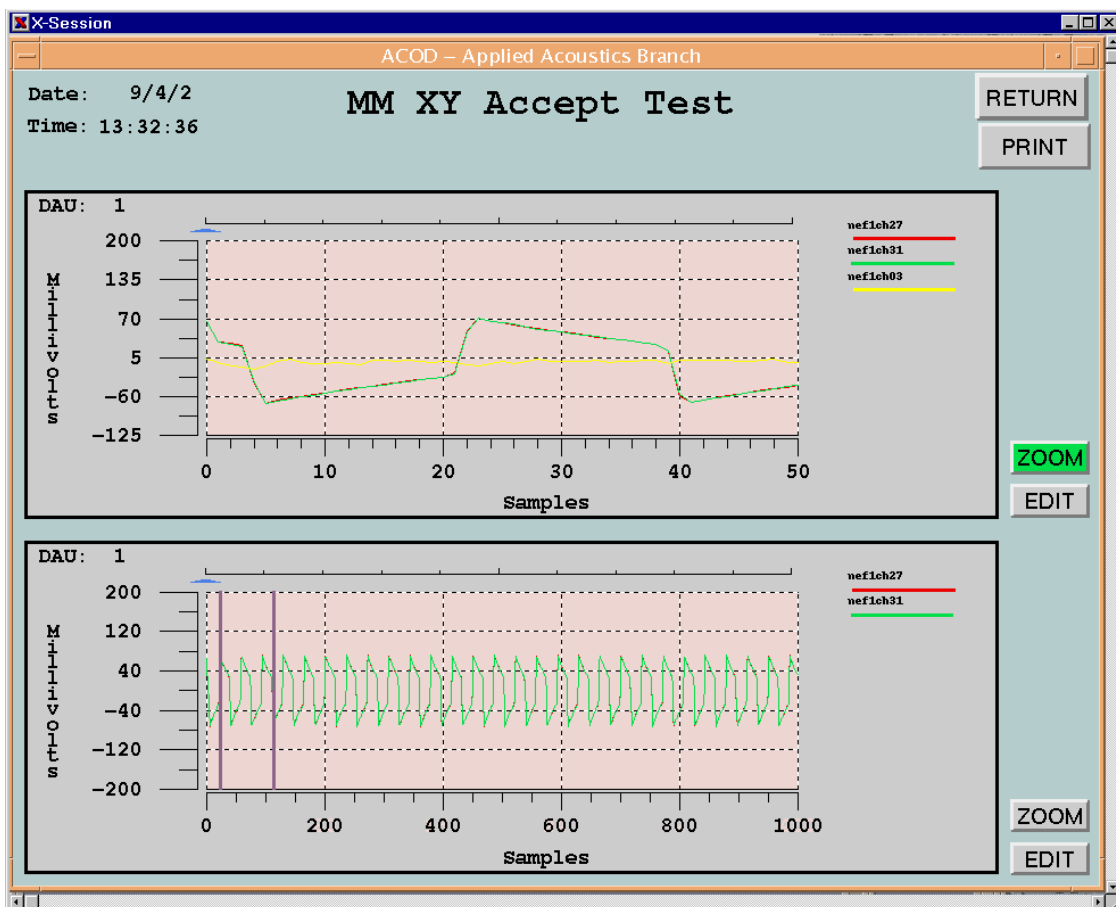 X-Session
ACOD – Applied Acoustics Branch
Date: 9/4/2
Time: 13:32:36
MM XY Accept Test
RETURN
PRINT
DAU: 1
200
135
70
5
-60
-125
Millivolts
0 10 20 30 40 50
Samples
nef1ch27
nef1ch31
nef1ch03
ZOOM
EDIT
DAU: 1
200
120
40
-40
-120
-200
Millivolts
0 200 400 600 800 1000
Samples
nef1ch27
nef1ch31
ZOOM
EDIT